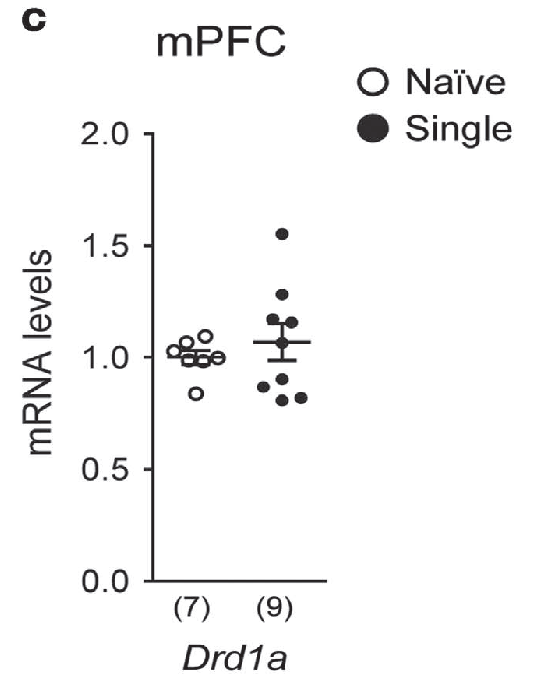 c
mPFC
Naïve
Single
2.0
1.5
1.0
0.5
0.0
mRNA levels
(7) (9)
Drd1a